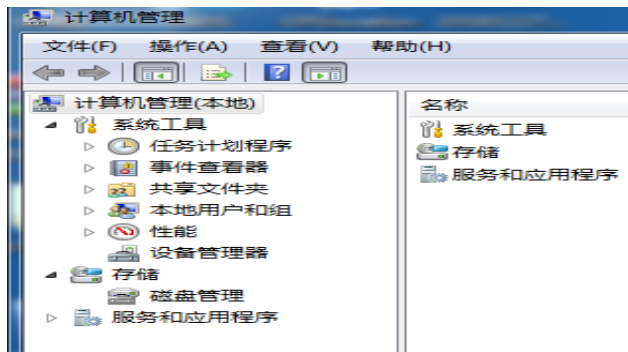 计算机管理
文件(F) 操作(A) 查看(V) 帮助(H)
计算机管理(本地)
系统工具
任务计划程序
事件查看器
共享文件夹
本地用户和组
性能
设备管理器
存储
磁盘管理
服务和应用程序
名称
系统工具
存储
服务和应用程序